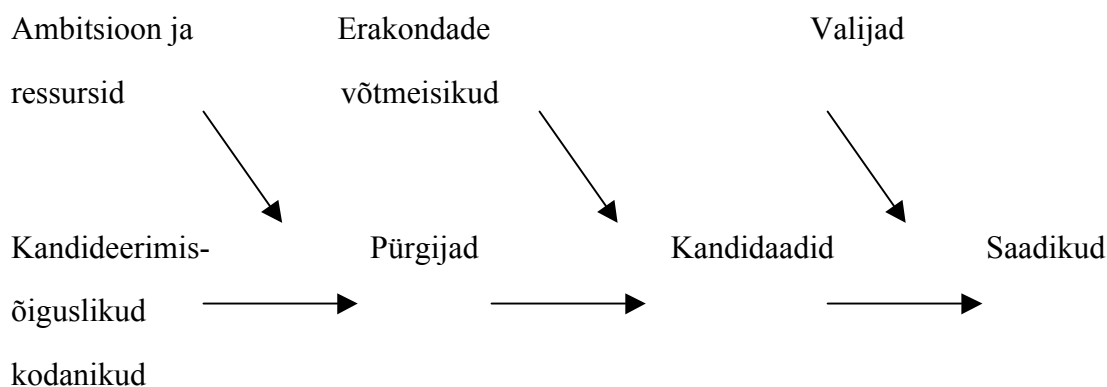 Ambitsioon ja
ressursid
Erakondade
võtmeisikud
Valijad
Kandideerimis-
õiguslikud
kodanikud
Pürgijad
Kandidaadid
Saadikud